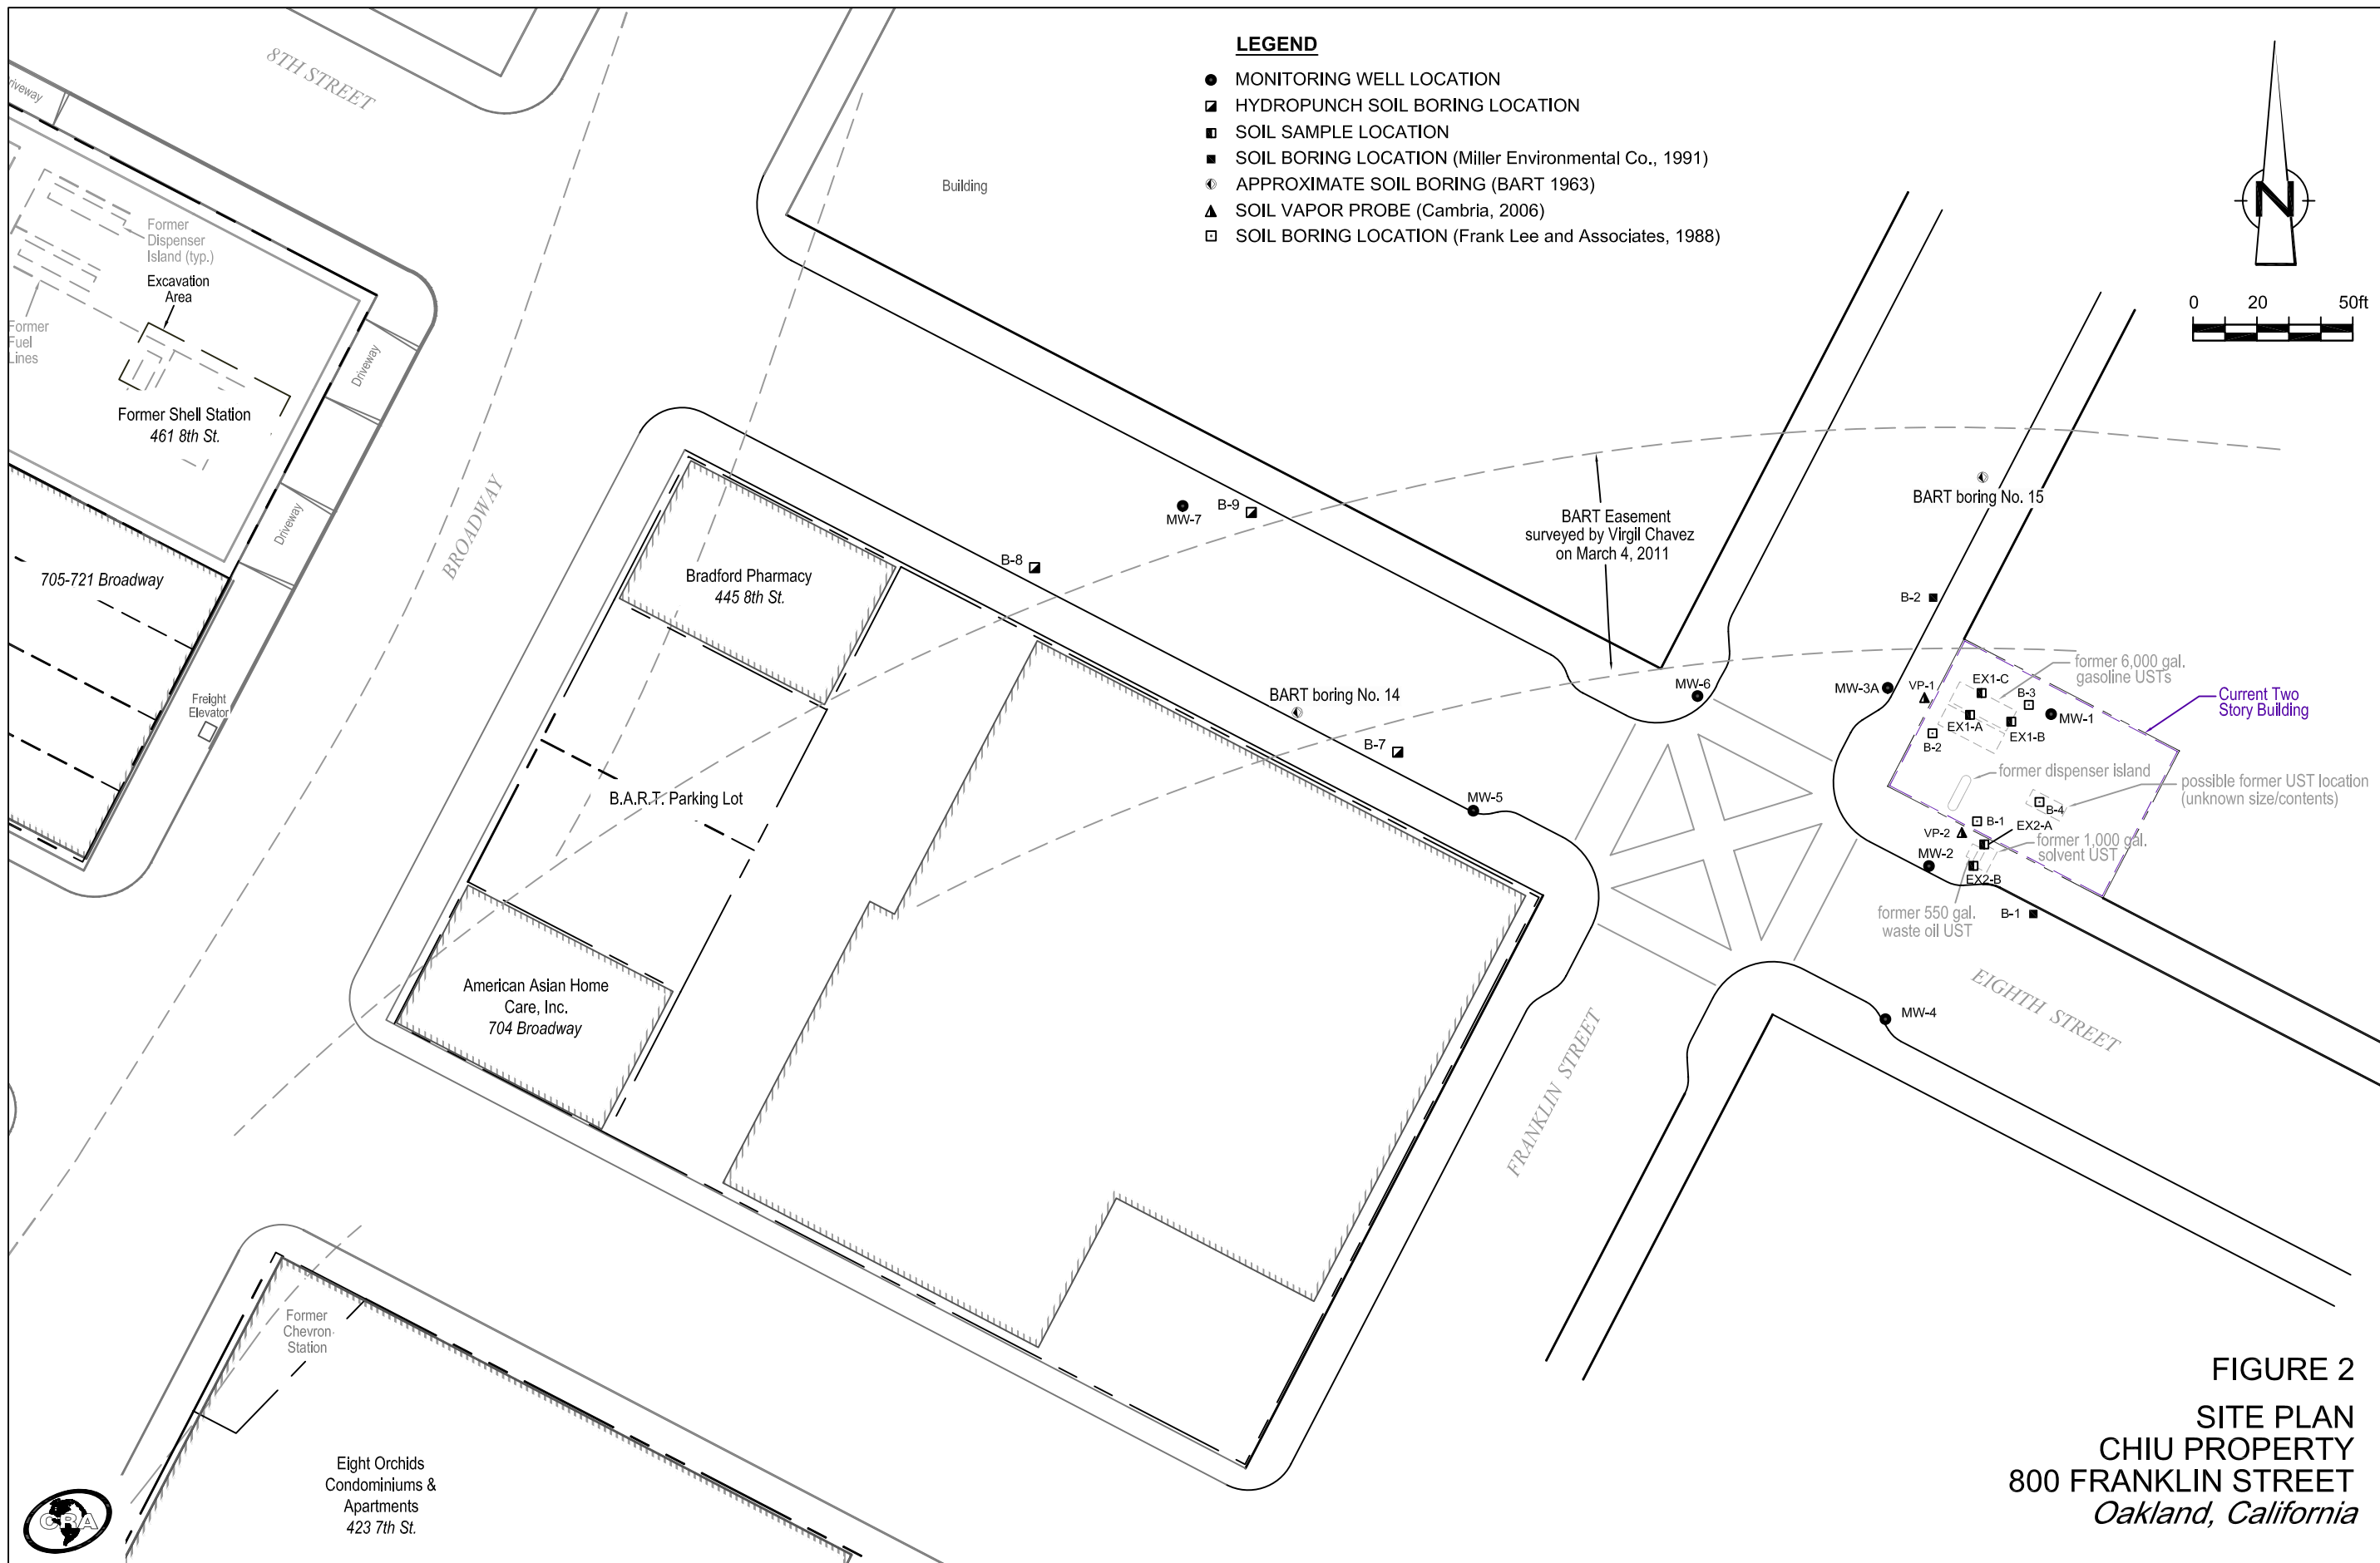 LEGEND
MONITORING WELL LOCATION
HYDROPUNCH SOIL BORING LOCATION
SOIL SAMPLE LOCATION
SOIL BORING LOCATION (Miller Environmental Co., 1991)
APPROXIMATE SOIL BORING (BART 1963)
SOIL VAPOR PROBE (Cambria, 2006)
SOIL BORING LOCATION (Frank Lee and Associates, 1988)
N
0 20 50ft
8TH STREET
Former
Dispenser
Island (typ.)
Excavation
Area
Former
Fuel
Lines
Driveway
Former Shell Station
461 8th St.
Driveway
705-721 Broadway
Freight
Elevator
BROADWAY
Building
MW-7
B-9
B-8
Bradford Pharmacy
445 8th St.
BART Easement
surveyed by Virgil Chavez
on March 4, 2011
BART boring No. 15
BART boring No. 14
B-7
MW-5
MW-6
B.A.R.T. Parking Lot
American Asian Home
Care, Inc.
704 Broadway
B-2
MW-3A
VP-1
EX1-C
B-3
MW-1
EX1-A
EX1-B
B-2
former 6,000 gal.
gasoline USTs
Current Two
Story Building
former dispenser island
possible former UST location
(unknown size/contents)
B-4
B-1
EX2-A
VP-2
former 1,000 gal.
solvent UST
MW-2
EX2-B
former 550 gal.
waste oil UST
B-1
MW-4
EIGHTH STREET
FRANKLIN STREET
Former
Chevron
Station
Eight Orchids
Condominiums &
Apartments
423 7th St.
CRA
FIGURE 2
SITE PLAN
CHIU PROPERTY
800 FRANKLIN STREET
Oakland, California